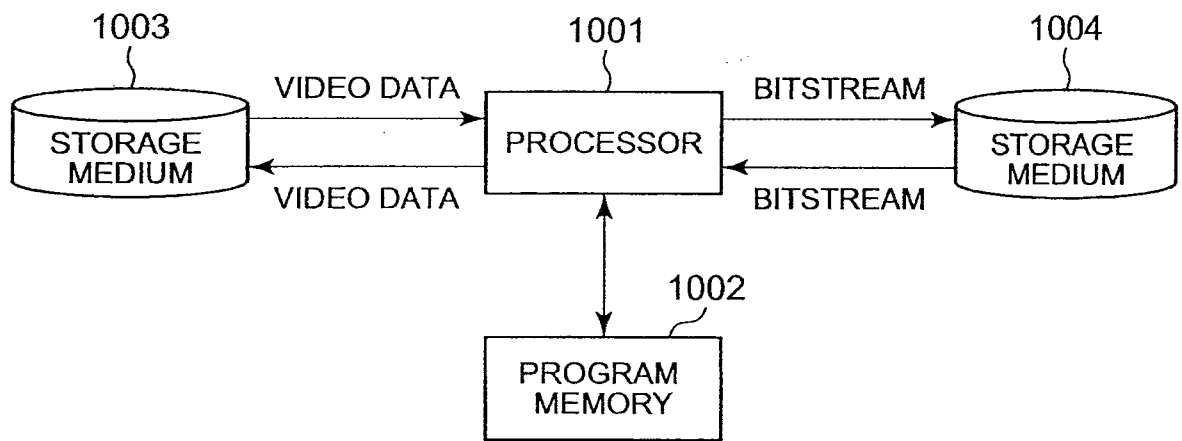 1003
1001
1004
VIDEO DATA
BITSTREAM
STORAGE
MEDIUM
PROCESSOR
STORAGE
MEDIUM
VIDEO DATA
BITSTREAM
1002
PROGRAM
MEMORY